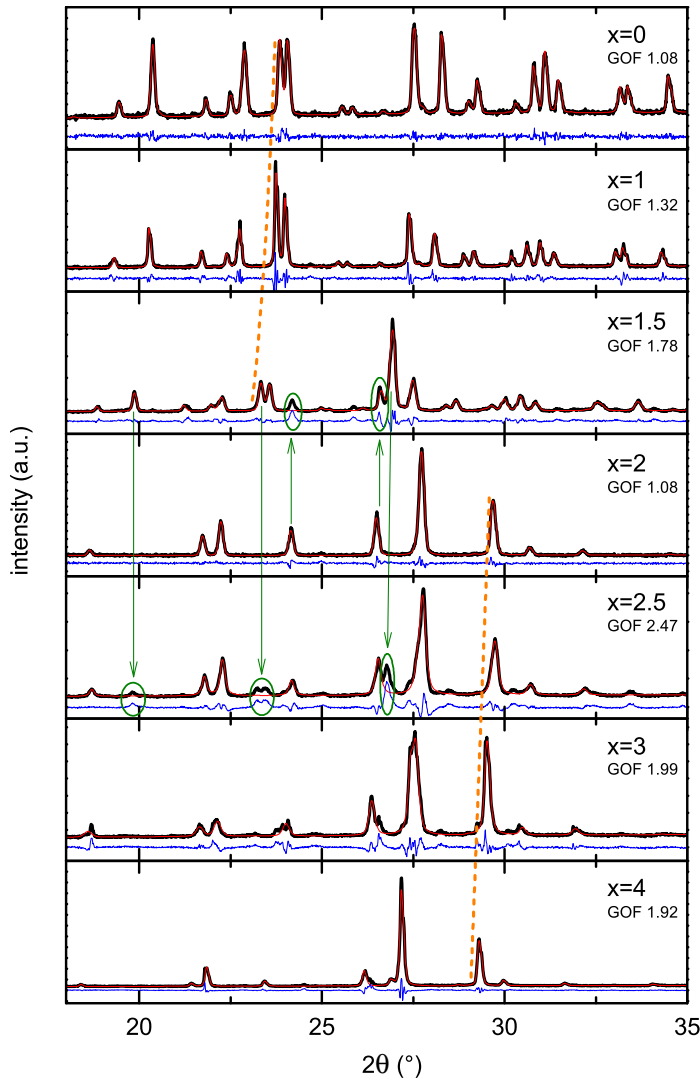 x=0
GOF 1.08
x=1
GOF 1.32
x=1.5
GOF 1.78
x=2
GOF 1.08
x=2.5
GOF 2.47
x=3
GOF 1.99
x=4
GOF 1.92
intensity (a.u.)
20 25 30 35
2θ (°)